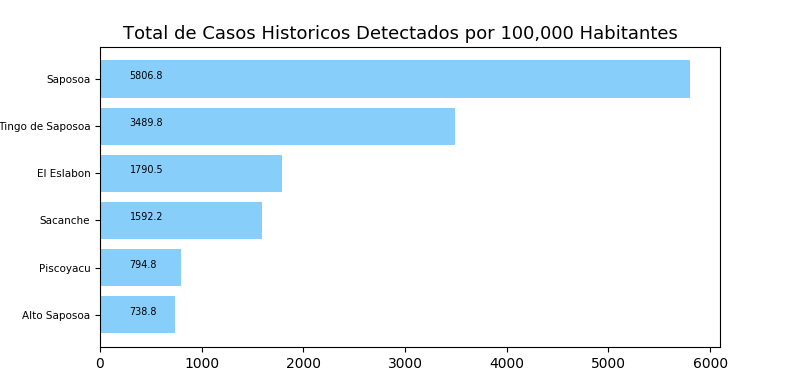 Total de Casos Historicos Detectados por 100,000 Habitantes
Saposoa 5806.8
Tingo de Saposoa 3489.8
El Eslabon 1790.5
Sacanche 1592.2
Piscoyacu 794.8
Alto Saposoa 738.8
0 1000 2000 3000 4000 5000 6000